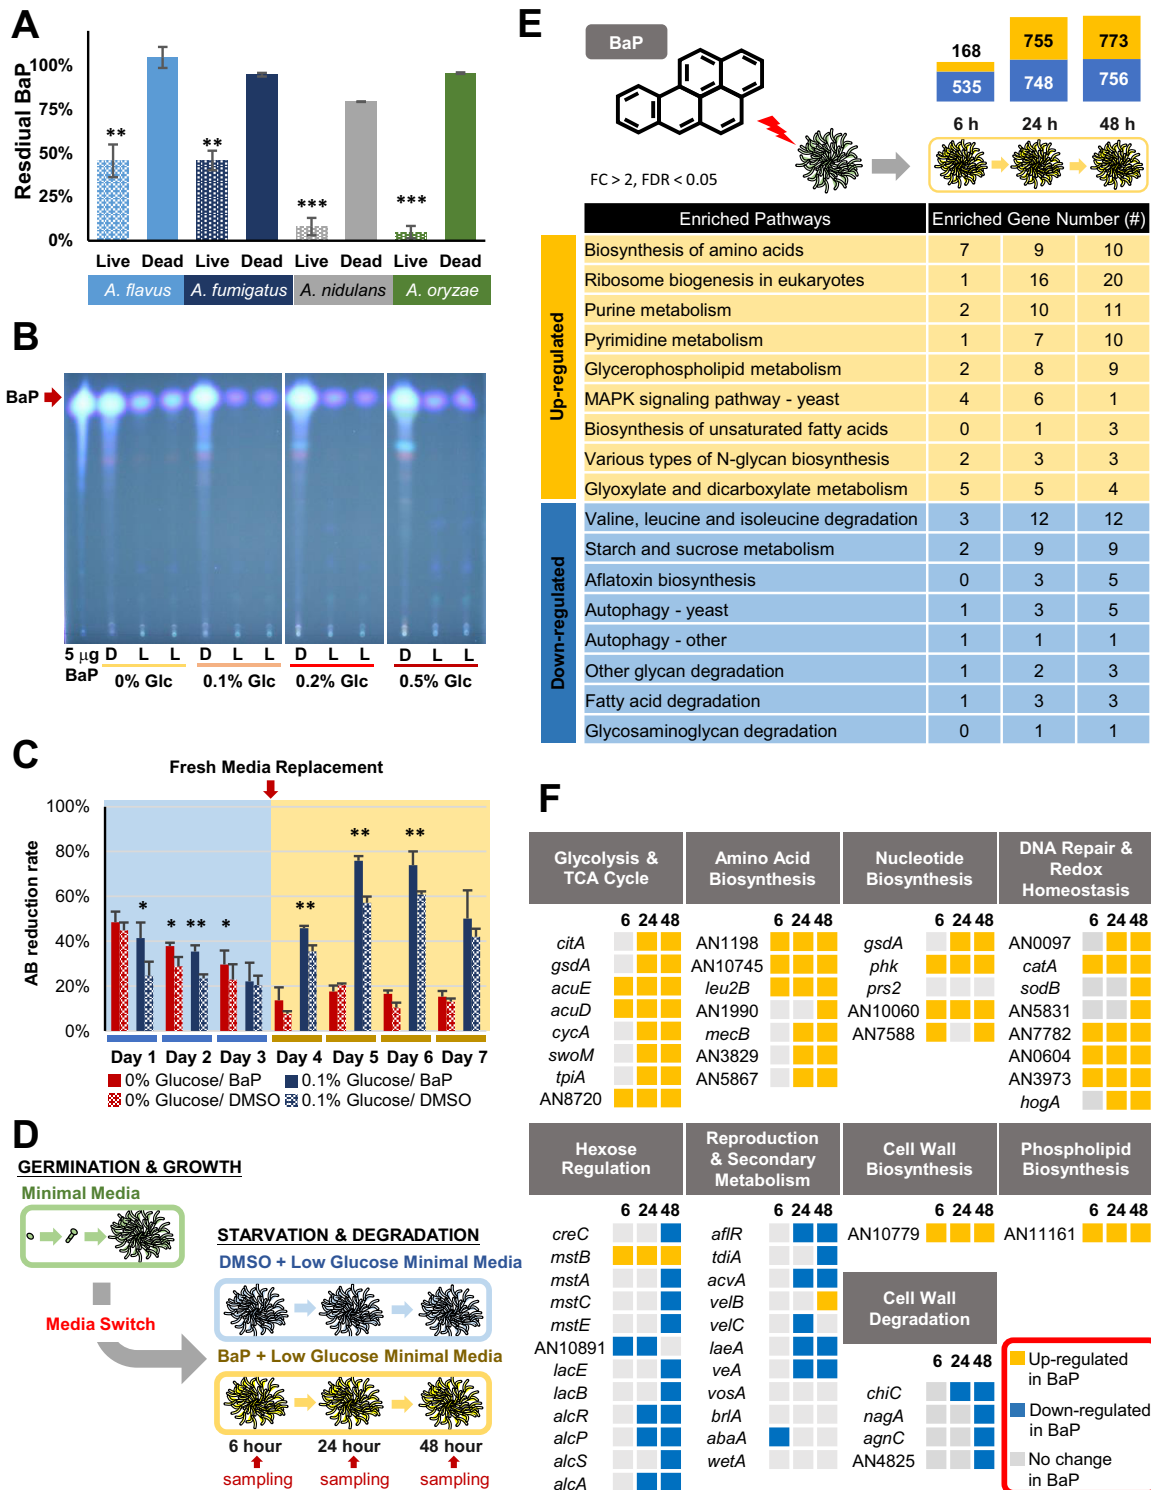 A
Resdiual BaP
100%
75%
50%
25%
0%
**
**
***
***
Live Dead Live Dead Live Dead Live Dead
A. flavus A. fumigatus A. nidulans A. oryzae
B
BaP
5 µg BaP
D L L D L L D L L D L L
0% Glc 0.1% Glc 0.2% Glc 0.5% Glc
C
Fresh Media Replacement
AB reduction rate
100%
80%
60%
40%
20%
0%
* * ** * ** ** **
Day 1 Day 2 Day 3 Day 4 Day 5 Day 6 Day 7
0% Glucose/ BaP 0.1% Glucose/ BaP
0% Glucose/ DMSO 0.1% Glucose/ DMSO
D
GERMINATION & GROWTH
Minimal Media
STARVATION & DEGRADATION
DMSO + Low Glucose Minimal Media
Media Switch
BaP + Low Glucose Minimal Media
6 hour 24 hour 48 hour
sampling sampling sampling
E
BaP
168 755 773
535 748 756
6 h 24 h 48 h
FC > 2, FDR < 0.05
Enriched Pathways Enriched Gene Number (#)
Up-regulated
Biosynthesis of amino acids 7 9 10
Ribosome biogenesis in eukaryotes 1 16 20
Purine metabolism 2 10 11
Pyrimidine metabolism 1 7 10
Glycerophospholipid metabolism 2 8 9
MAPK signaling pathway - yeast 4 6 1
Biosynthesis of unsaturated fatty acids 0 1 3
Various types of N-glycan biosynthesis 2 3 3
Glyoxylate and dicarboxylate metabolism 5 5 4
Down-regulated
Valine, leucine and isoleucine degradation 3 12 12
Starch and sucrose metabolism 2 9 9
Aflatoxin biosynthesis 0 3 5
Autophagy - yeast 1 3 5
Autophagy - other 1 1 1
Other glycan degradation 1 2 3
Fatty acid degradation 1 3 3
Glycosaminoglycan degradation 0 1 1
F
Glycolysis &
TCA Cycle
6 24 48
citA
gsdA
acuE
acuD
cycA
swoM
tpiA
AN8720
Amino Acid
Biosynthesis
6 24 48
AN1198
AN10745
leu2B
AN1990
mecB
AN3829
AN5867
Nucleotide
Biosynthesis
6 24 48
gsdA
phk
prs2
AN10060
AN7588
DNA Repair &
Redox
Homeostasis
6 24 48
AN0097
catA
sodB
AN5831
AN7782
AN0604
AN3973
hogA
Hexose
Regulation
6 24 48
creC
mstB
mstA
mstC
mstE
AN10891
lacE
lacB
alcR
alcP
alcS
alcA
Reproduction
& Secondary
Metabolism
6 24 48
aflR
tdiA
acvA
velB
velC
laeA
veA
vosA
brlA
abaA
wetA
Cell Wall
Biosynthesis
6 24 48
AN10779
Phospholipid
Biosynthesis
6 24 48
AN11161
Cell Wall
Degradation
6 24 48
chiC
nagA
agnC
AN4825
Up-regulated
in BaP
Down-regulated
in BaP
No change
in BaP